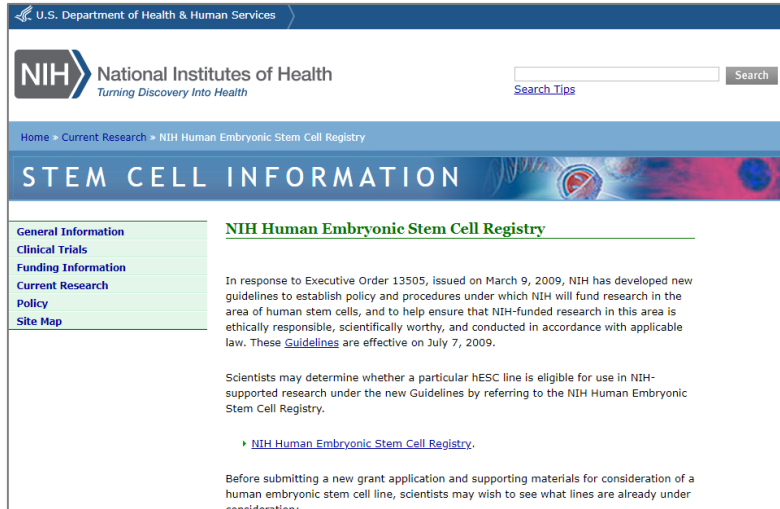 U.S. Department of Health & Human Services
NIH National Institutes of Health
Turning Discovery Into Health
Search
Search Tips
Home » Current Research » NIH Human Embryonic Stem Cell Registry
STEM CELL INFORMATION
General Information
Clinical Trials
Funding Information
Current Research
Policy
Site Map
NIH Human Embryonic Stem Cell Registry
In response to Executive Order 13505, issued on March 9, 2009, NIH has developed new
guidelines to establish policy and procedures under which NIH will fund research in the
area of human stem cells, and to help ensure that NIH-funded research in this area is
ethically responsible, scientifically worthy, and conducted in accordance with applicable
law. These Guidelines are effective on July 7, 2009.
Scientists may determine whether a particular hESC line is eligible for use in NIH-
supported research under the new Guidelines by referring to the NIH Human Embryonic
Stem Cell Registry.
NIH Human Embryonic Stem Cell Registry.
Before submitting a new grant application and supporting materials for consideration of a
human embryonic stem cell line, scientists may wish to see what lines are already under
consideration: